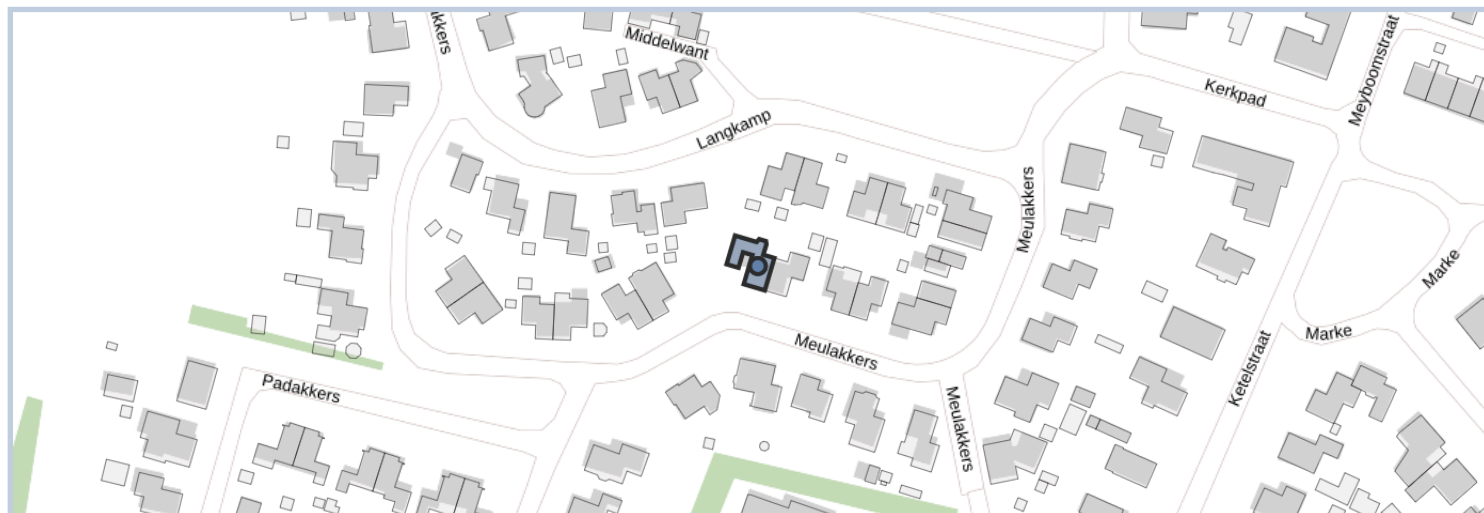 Middelwant
Meyboomstraat
Kerkpad
Langkamp
Meulakkers
Marke
Marke
Meulakkers
Ketelstraat
Padakkers
Meulakkers